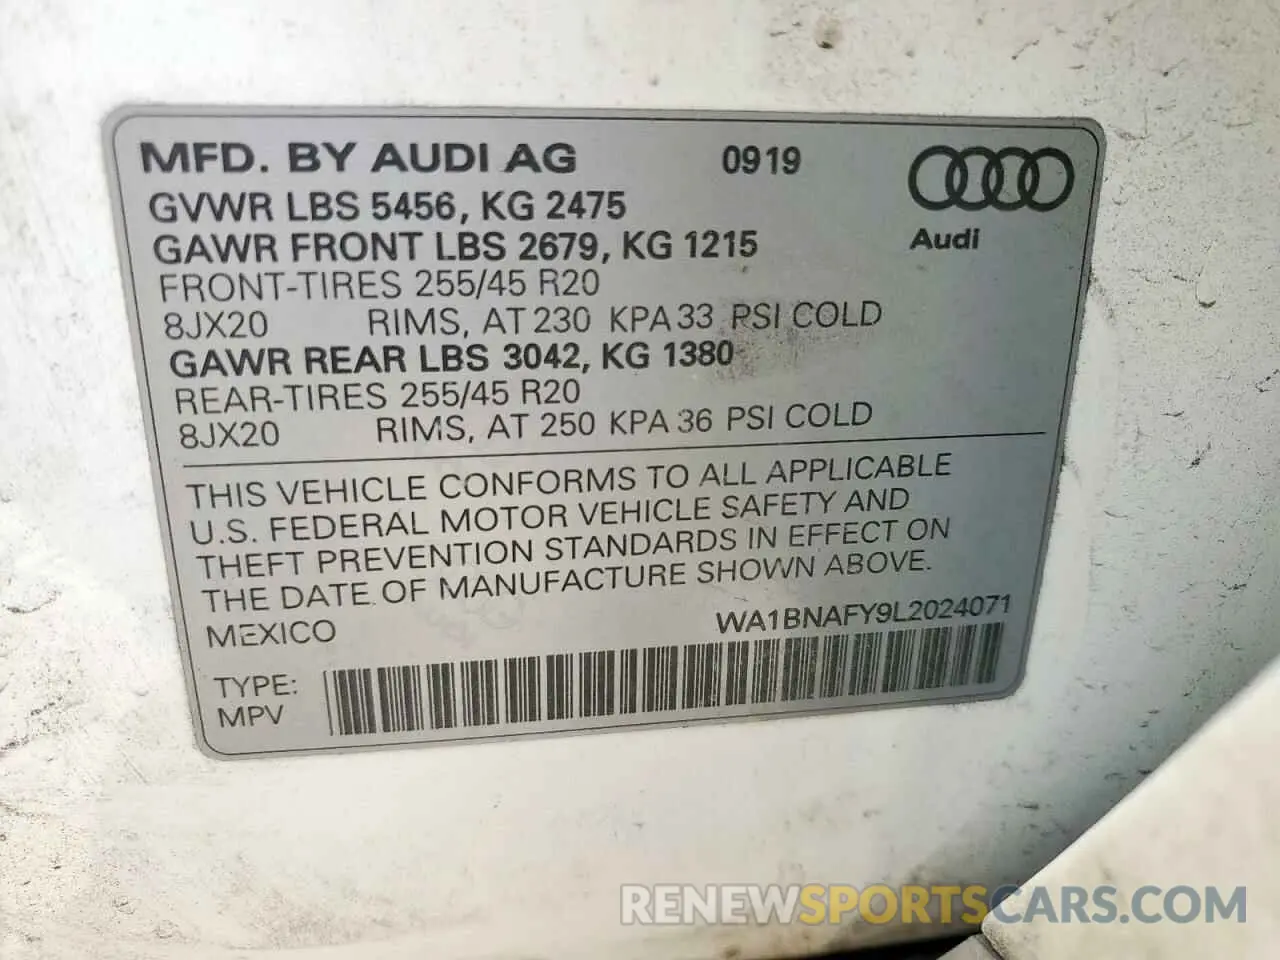 MFD. BY AUDI AG 0919
GVWR LBS 5456, KG 2475
GAWR FRONT LBS 2679, KG 1215
Audi
FRONT-TIRES 255/45 R20
8JX20 RIMS, AT 230 KPA 33 PSI COLD
GAWR REAR LBS 3042, KG 1380
REAR-TIRES 255/45 R20
8JX20 RIMS, AT 250 KPA 36 PSI COLD
THIS VEHICLE CONFORMS TO ALL APPLICABLE
U.S. FEDERAL MOTOR VEHICLE SAFETY AND
THEFT PREVENTION STANDARDS IN EFFECT ON
THE DATE OF MANUFACTURE SHOWN ABOVE.
MEXICO WA1BNAFY9L2024071
TYPE:
MPV
RENEWSPORTSCARS.COM